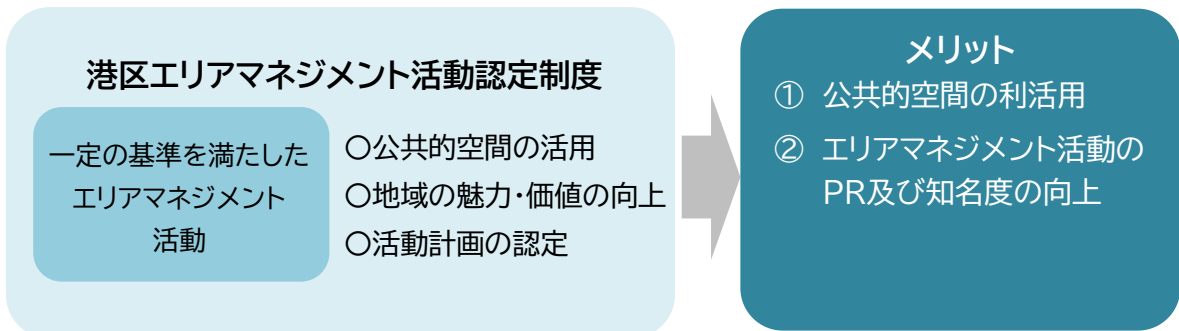 港区エリアマネジメント活動認定制度
一定の基準を満たした
エリアマネジメント
活動
〇公共的空間の活用
〇地域の魅力・価値の向上
〇活動計画の認定
メリット
① 公共的空間の利活用
② エリアマネジメント活動の
PR及び知名度の向上